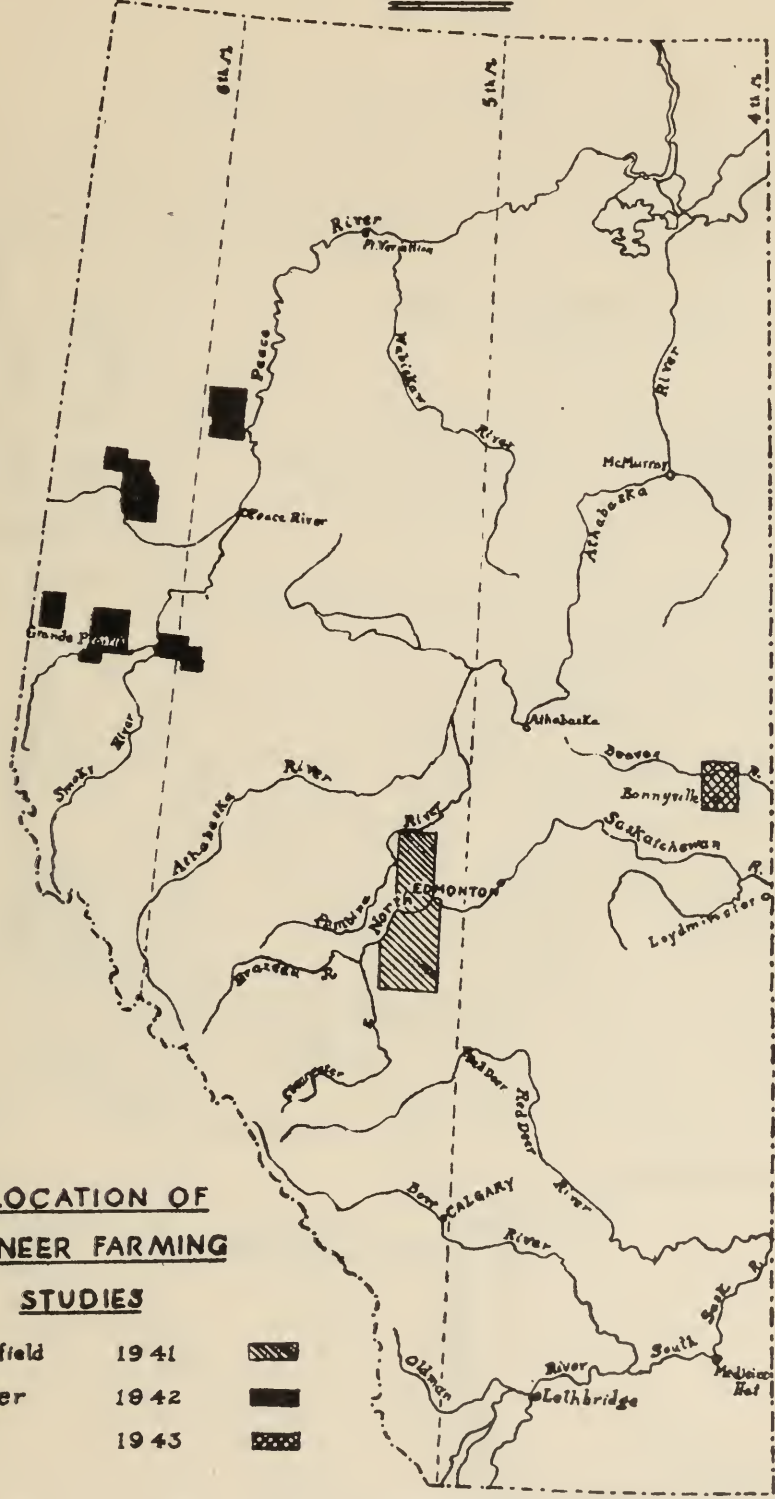 6th M
5th M
4th M
River
Ft. Vermilion
Peace
Wabiskaw
River
River
McMurray
Athabaska
Peace River
Grande Prairie
Smoky
River
Athabaska
Beaver
R.
Bonnyville
Athabaska
River
River
Saskatchewan
R.
Pembina
North
EDMONTON
Loydminster
Brazeau
R
S
Clearwater
Red Deer
Red Deer
River
Bow
CALGARY
River
Sask
R.
South
River
Medicine
Hat
Oldman
Lethbridge
LOCATION OF
NEER FARMING
STUDIES
field 1941
er 1942
1943